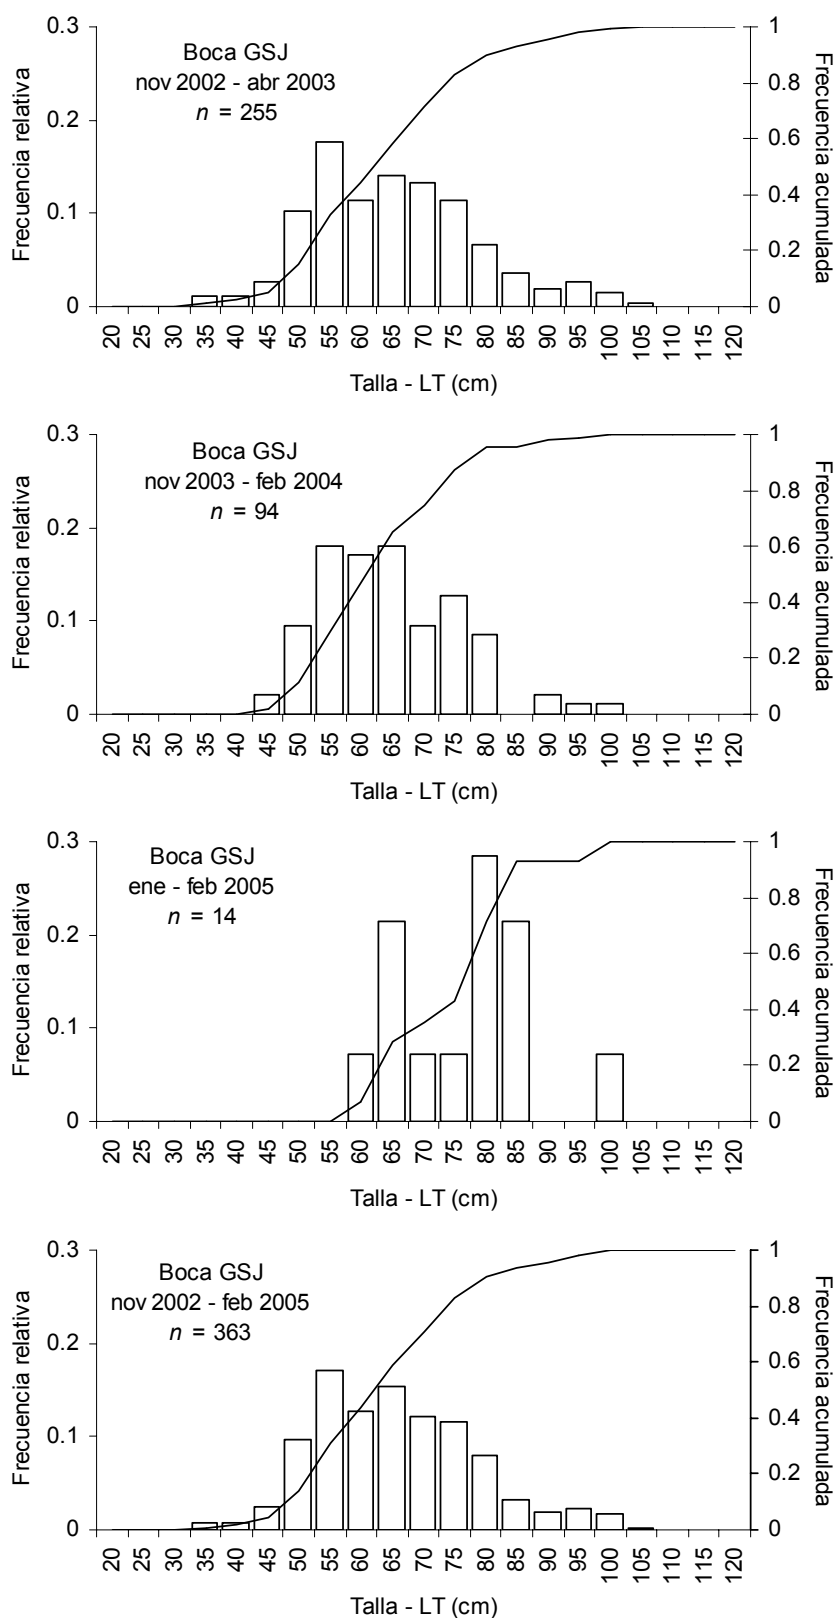 0.3
0.2
0.1
0
Frecuencia relativa
Boca GSJ
nov 2002 - abr 2003
n = 255
1
0.8
0.6
0.4
0.2
0
Frecuencia acumulada
20 25 30 35 40 45 50 55 60 65 70 75 80 85 90 95 100 105 110 115 120
Talla - LT (cm)
0.3
0.2
0.1
0
Frecuencia relativa
Boca GSJ
nov 2003 - feb 2004
n = 94
1
0.8
0.6
0.4
0.2
0
Frecuencia acumulada
20 25 30 35 40 45 50 55 60 65 70 75 80 85 90 95 100 105 110 115 120
Talla - LT (cm)
0.3
0.2
0.1
0
Frecuencia relativa
Boca GSJ
ene - feb 2005
n = 14
1
0.8
0.6
0.4
0.2
0
Frecuencia acumulada
20 25 30 35 40 45 50 55 60 65 70 75 80 85 90 95 100 105 110 115 120
Talla - LT (cm)
0.3
0.2
0.1
0
Frecuencia relativa
Boca GSJ
nov 2002 - feb 2005
n = 363
1
0.8
0.6
0.4
0.2
0
Frecuencia acumulada
20 25 30 35 40 45 50 55 60 65 70 75 80 85 90 95 100 105 110 115 120
Talla - LT (cm)